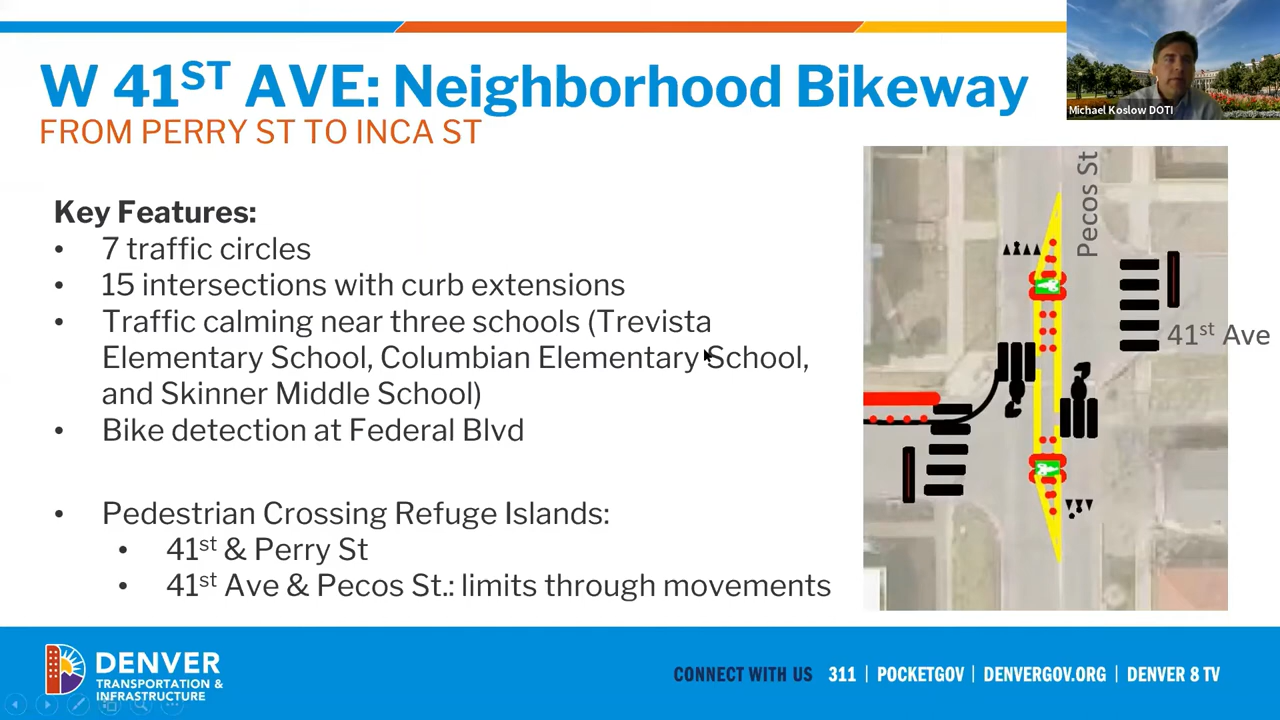 W 41ST AVE: Neighborhood Bikeway
FROM PERRY ST TO INCA ST
Michael Koslow DOTI
Key Features:
• 7 traffic circles
• 15 intersections with curb extensions
• Traffic calming near three schools (Trevista
Elementary School, Columbian Elementary School,
and Skinner Middle School)
• Bike detection at Federal Blvd
• Pedestrian Crossing Refuge Islands:
• 41st & Perry St
• 41st Ave & Pecos St.: limits through movements
Pecos St
41st Ave
DENVER
TRANSPORTATION &
INFRASTRUCTURE
CONNECT WITH US 311 | POCKETGOV | DENVERGOV.ORG | DENVER 8 TV